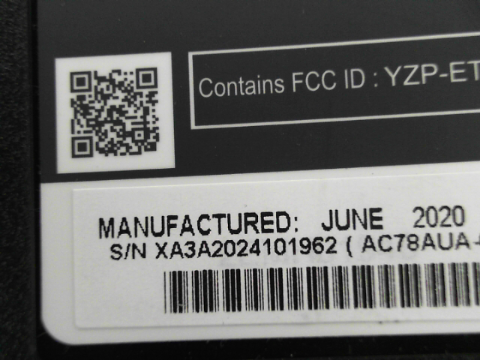 Contains FCC ID : YZP-ET
MANUFACTURED: JUNE 2020
S/N XA3A2024101962 ( AC78AUA-